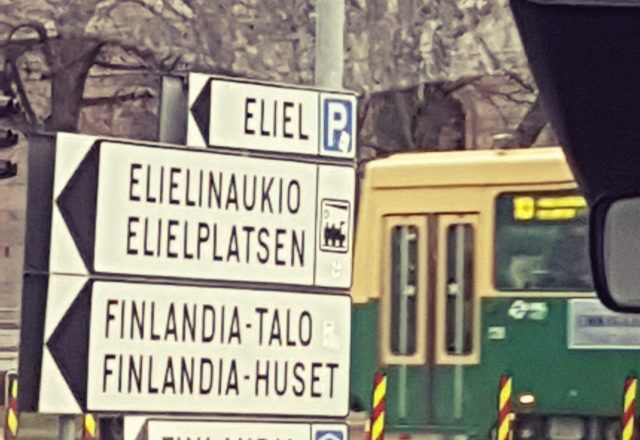 ELIEL P
ELIELINAUKIO
ELIELPLATSEN
FINLANDIA-TALO
FINLANDIA-HUSET